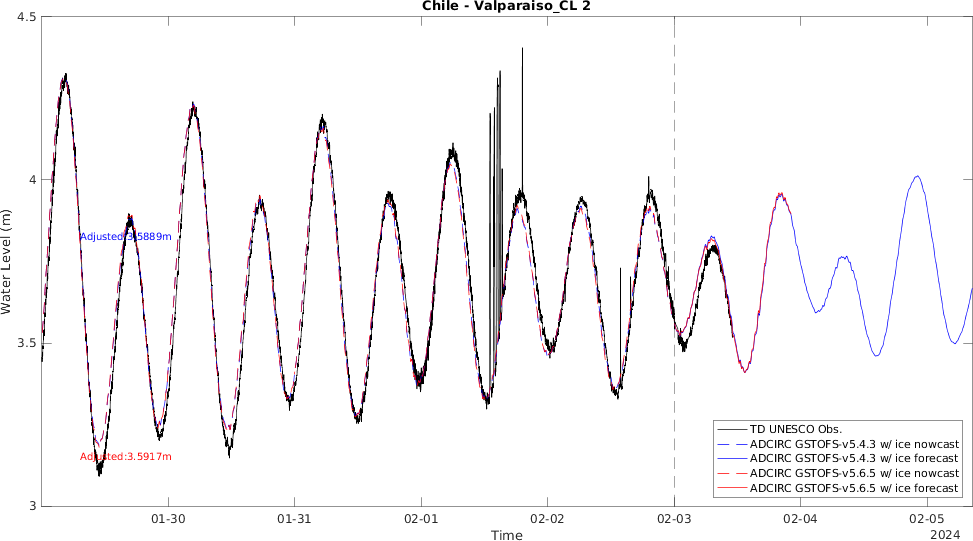 Chile - Valparaiso_CL 2
4.5
4
3.5
3
Water Level (m)
Adjusted:3.5889m
Adjusted:3.5917m
TD UNESCO Obs.
ADCIRC GSTOFS-v5.4.3 w/ ice nowcast
ADCIRC GSTOFS-v5.4.3 w/ ice forecast
ADCIRC GSTOFS-v5.6.5 w/ ice nowcast
ADCIRC GSTOFS-v5.6.5 w/ ice forecast
01-30 01-31 02-01 02-02 02-03 02-04 02-05
Time
2024